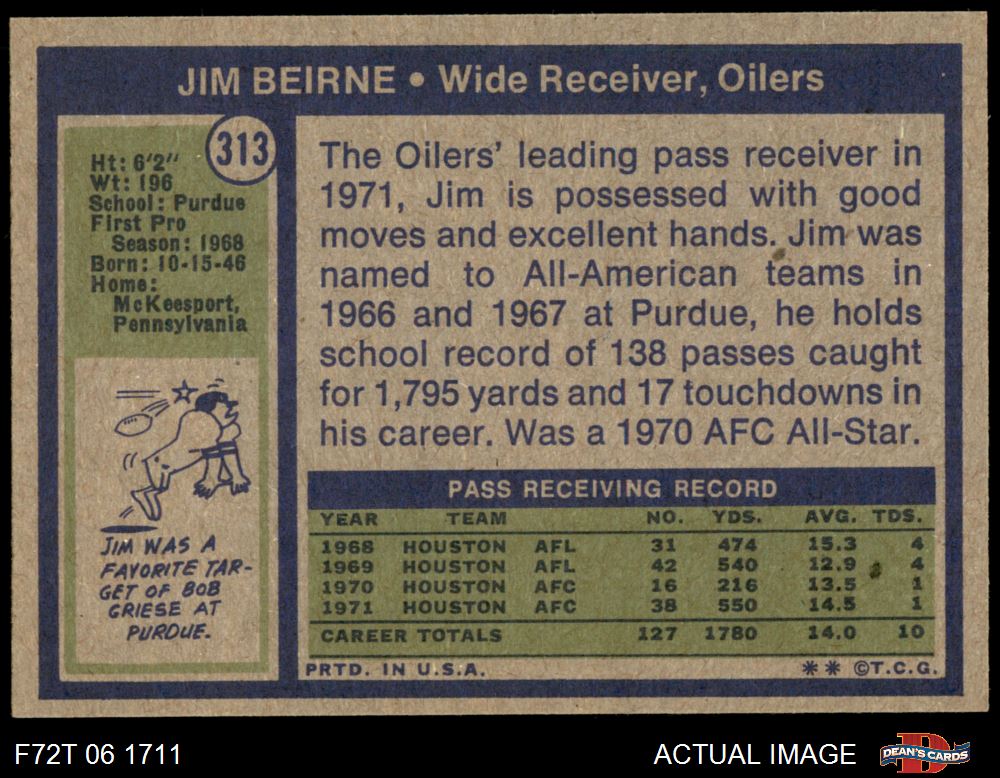 JIM BEIRNE • Wide Receiver, Oilers
313
Ht: 6'2"
Wt: 196
School: Purdue
First Pro
Season: 1968
Born: 10-15-46
Home:
McKeesport,
Pennsylvania
JIM WAS A
FAVORITE TAR-
GET OF BOB
GRIESE AT
PURDUE.
The Oilers' leading pass receiver in
1971, Jim is possessed with good
moves and excellent hands. Jim was
named to All-American teams in
1966 and 1967 at Purdue, he holds
school record of 138 passes caught
for 1,795 yards and 17 touchdowns in
his career. Was a 1970 AFC All-Star.
PASS RECEIVING RECORD
YEAR TEAM NO. YDS. AVG. TDS.
1968 HOUSTON AFL 31 474 15.3 4
1969 HOUSTON AFL 42 540 12.9 4
1970 HOUSTON AFC 16 216 13.5 1
1971 HOUSTON AFC 38 550 14.5 1
CAREER TOTALS 127 1780 14.0 10
PRTD. IN U.S.A. ** ©T.C.G.
F72T 06 1711 ACTUAL IMAGE DEAN'S CARDS